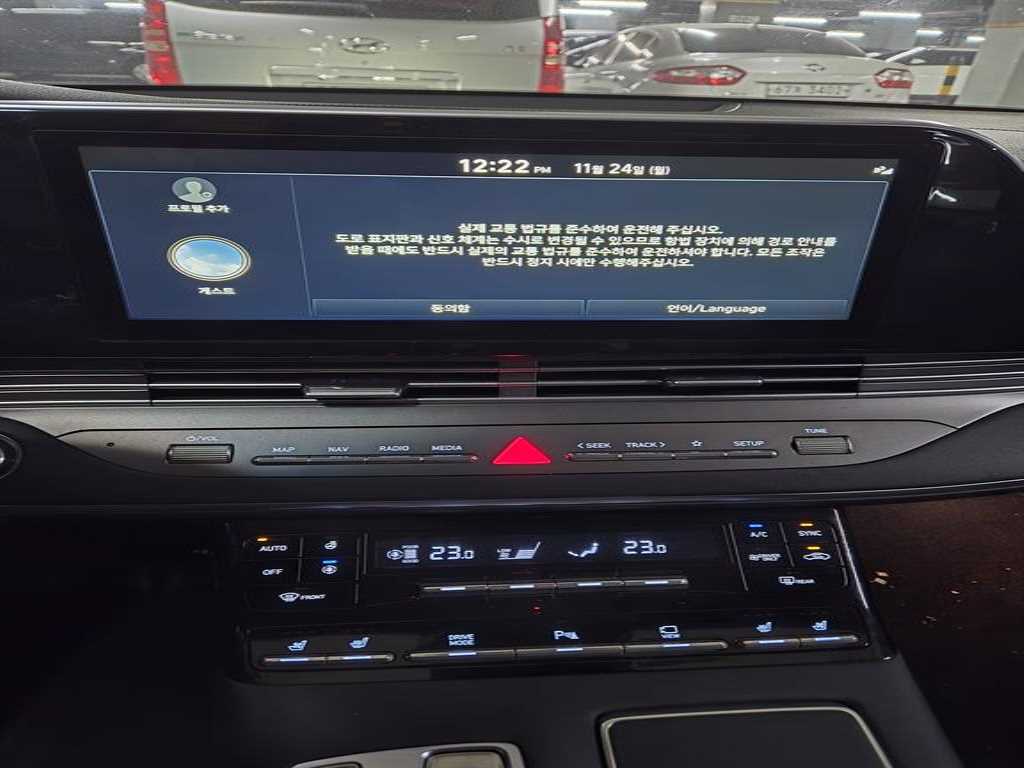 67 3402
12:22 PM 11월 24일 (월)
프로필 추가
게스트
실제 교통 법규를 준수하여 운전해 주십시오.
도로 표지판과 신호 체계는 수시로 변경될 수 있으므로 항법 장치에 의해 경로 안내를
받을 때에도 반드시 실제의 교통 법규를 준수하여 운전하셔야 합니다. 모든 조작은
반드시 정지 시에만 수행해주십시오.
동의함 언어/Language
/VOL MAP NAV RADIO MEDIA < SEEK TRACK > SETUP TUNE
AUTO 23.0 LOW 23.0 A/C SYNC
OFF DRIVER ONLY
FRONT REAR
DRIVE MODE P VIEW